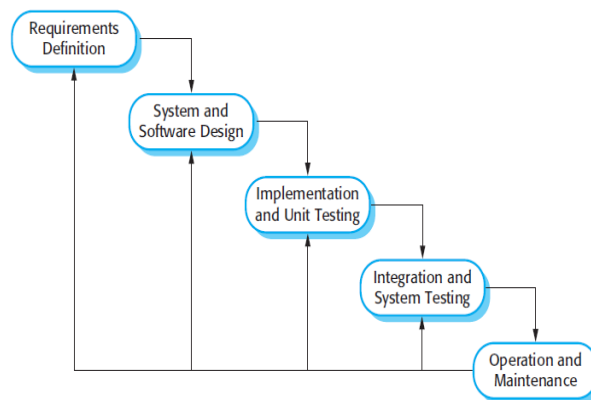 Requirements
Definition
System and
Software Design
Implementation
and Unit Testing
Integration and
System Testing
Operation and
Maintenance